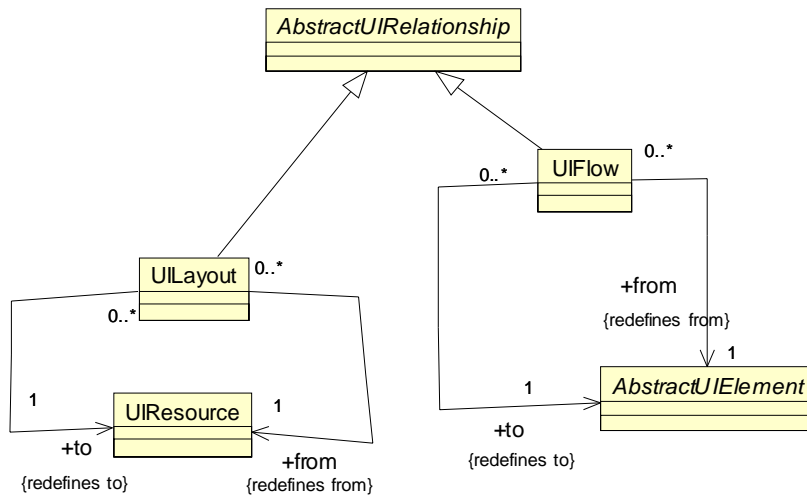 AbstractUIRelationship
UIFlow
0..*
0..*
UILayout
0..*
0..*
+from
{redefines from}
1
1
UIResource
1
+to
{redefines to}
+from
{redefines from}
1
AbstractUIElement
+to
{redefines to}